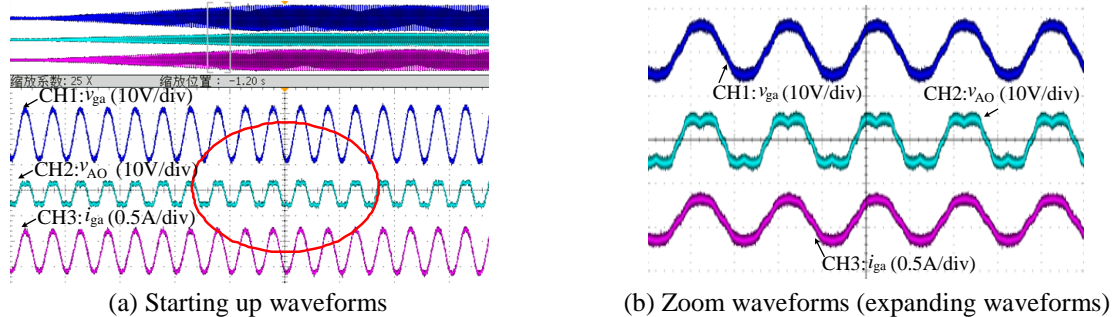 缩放系数: 25 X 缩放位置: -1.20 s
CH1:vga (10V/div)
CH2:vAO (10V/div)
CH3:iga (0.5A/div)
(a) Starting up waveforms
CH1:vga (10V/div)
CH2:vAO (10V/div)
CH3:iga (0.5A/div)
(b) Zoom waveforms (expanding waveforms)